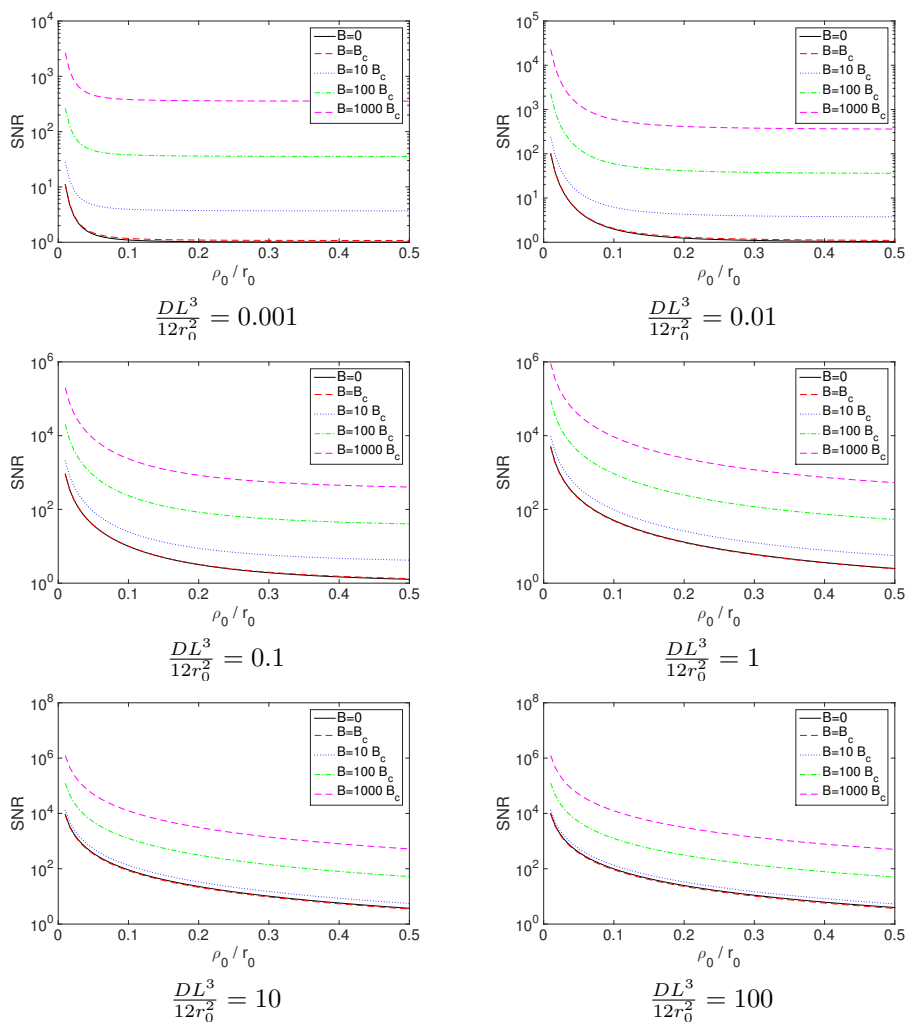 10^4
10^3
10^2
10^1
10^0
SNR
0 0.1 0.2 0.3 0.4 0.5
ρ_0 / r_0
B=0
B=B_c
B=10 B_c
B=100 B_c
B=1000 B_c
\frac{DL^3}{12r_0^2} = 0.001
10^5
10^4
10^3
10^2
10^1
10^0
SNR
0 0.1 0.2 0.3 0.4 0.5
ρ_0 / r_0
B=0
B=B_c
B=10 B_c
B=100 B_c
B=1000 B_c
\frac{DL^3}{12r_0^2} = 0.01
10^6
10^4
10^2
10^0
SNR
0 0.1 0.2 0.3 0.4 0.5
ρ_0 / r_0
B=0
B=B_c
B=10 B_c
B=100 B_c
B=1000 B_c
\frac{DL^3}{12r_0^2} = 0.1
10^6
10^4
10^2
10^0
SNR
0 0.1 0.2 0.3 0.4 0.5
ρ_0 / r_0
B=0
B=B_c
B=10 B_c
B=100 B_c
B=1000 B_c
\frac{DL^3}{12r_0^2} = 1
10^8
10^6
10^4
10^2
10^0
SNR
0 0.1 0.2 0.3 0.4 0.5
ρ_0 / r_0
B=0
B=B_c
B=10 B_c
B=100 B_c
B=1000 B_c
\frac{DL^3}{12r_0^2} = 10
10^8
10^6
10^4
10^2
10^0
SNR
0 0.1 0.2 0.3 0.4 0.5
ρ_0 / r_0
B=0
B=B_c
B=10 B_c
B=100 B_c
B=1000 B_c
\frac{DL^3}{12r_0^2} = 100